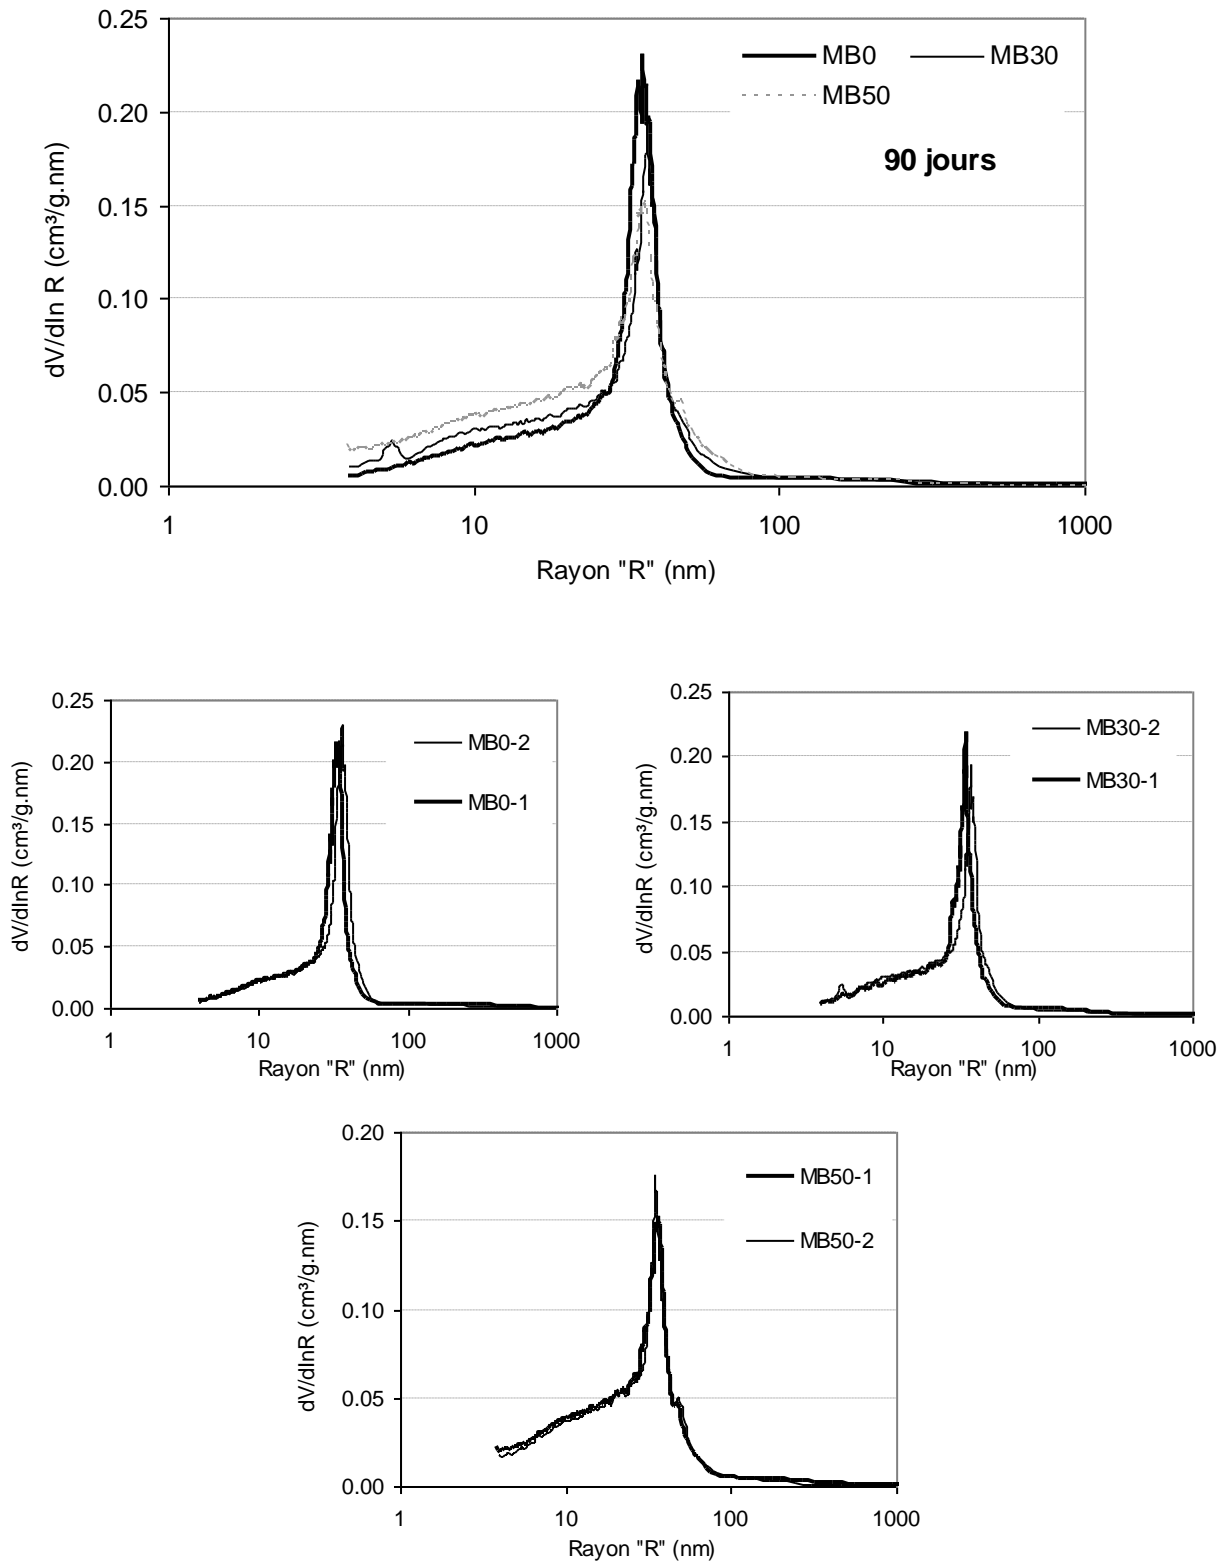 MB0 MB30
MB50
90 jours
0.25
0.20
0.15
0.10
0.05
0.00
dV/dln R (cm³/g.nm)
1 10 100 1000
Rayon "R" (nm)
0.25
0.20
0.15
0.10
0.05
0.00
dV/dlnR (cm³/g.nm)
MB0-2
MB0-1
1 10 100 1000
Rayon "R" (nm)
0.25
0.20
0.15
0.10
0.05
0.00
dV/dlnR (cm³/g.nm)
MB30-2
MB30-1
1 10 100 1000
Rayon "R" (nm)
0.20
0.15
0.10
0.05
0.00
dV/dlnR (cm³/g.nm)
MB50-1
MB50-2
1 10 100 1000
Rayon "R" (nm)